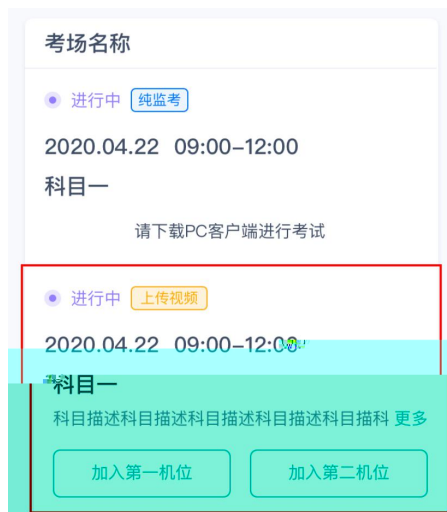 考场名称
进行中 纯监考
2020.04.22 09:00-12:00
科目一
请下载PC客户端进行考试
进行中 上传视频
2020.04.22 09:00-12:00
科目一
科目描述科目描述科目描述科目描述科目描科 更多
加入第一机位 加入第二机位